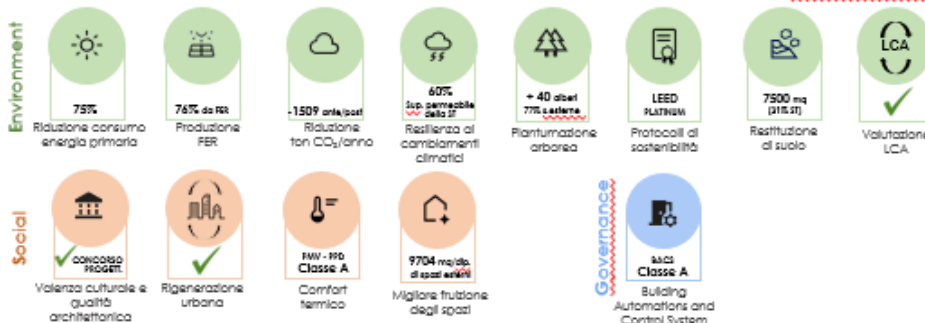 Environment
75%
Riduzione consumo
energia primaria
76% da FER
Produzione
FER
-1509 ante/post
Riduzione
ton CO₂/anno
60%
Sup. permeabile
della ST
Resilienza ai
cambiamenti
climatici
+ 40 alberi
77% s.esterne
Piantumazione
arborea
LEED
PLATINUM
Protocolli di
sostenibilità
7500 mq
(31% ST)
Restituzione
di suolo
LCA
Valutazione
LCA
Social
CONCORSO
PROGETT.
Valenza culturale e
qualità
architettonica
Rigenerazione
urbana
PMV - PPD
Classe A
Comfort
termico
9704 mq/dip.
di spazi esterni
Migliore fruizione
degli spazi
Governance
BACS
Classe A
Building
Automations and
Control System